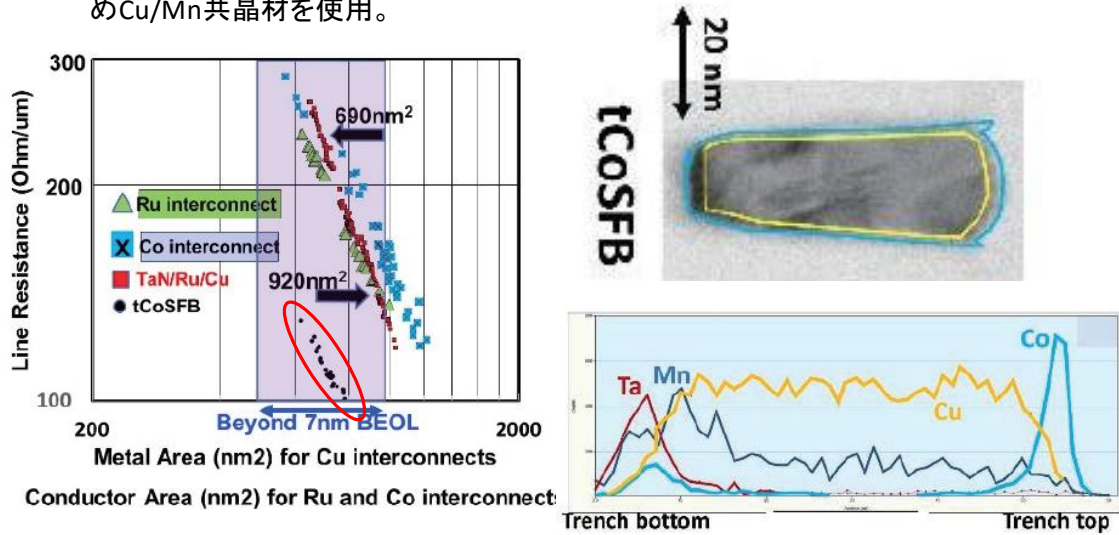 めCu/Mn共晶材を使用。
300
200
100
Line Resistance (Ohm/um)
690nm²
920nm²
Ru interconnect
Co interconnect
TaN/Ru/Cu
tCoSFB
Beyond 7nm BEOL
200
2000
Metal Area (nm2) for Cu interconnects
Conductor Area (nm2) for Ru and Co interconnects
20 nm
tCoSFB
Ta
Mn
Cu
Co
Trench bottom
Trench top